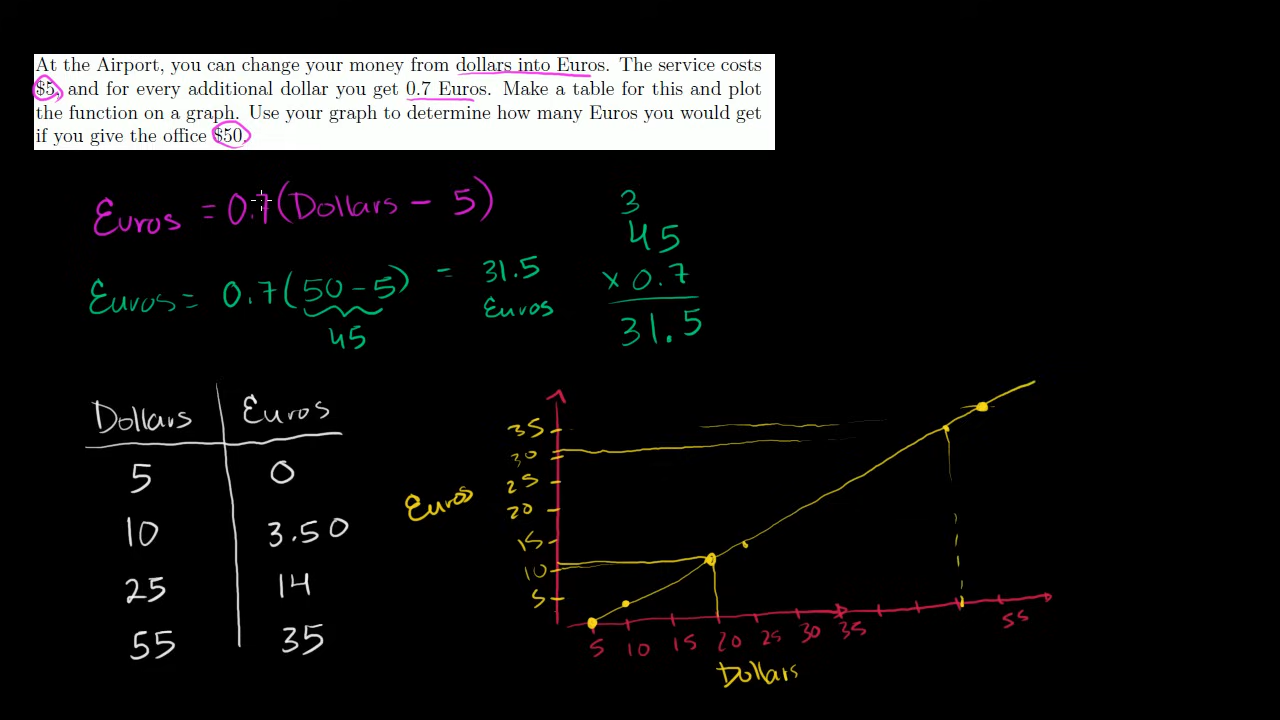 At the Airport, you can change your money from dollars into Euros. The service costs
$5, and for every additional dollar you get 0.7 Euros. Make a table for this and plot
the function on a graph. Use your graph to determine how many Euros you would get
if you give the office $50.
Euros = 0.7(Dollars - 5)
Euros = 0.7(50-5) = 31.5
Euros
45
3
45
x 0.7
31.5
Dollars Euros
5 0
10 3.50
25 14
55 35
Euros
35
30
25
20
15
10
5
5 10 15 20 25 30 35 55
Dollars